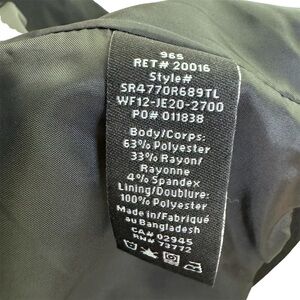 96S
RET# 20016
Style#
SR4770R689TL
WF12-JE20-2700
PO# 011838
Body/Corps:
63% Polyester
33% Rayon/
Rayonne
4% Spandex
Lining/Doublure:
100% Polyester
Made in/Fabriqué
au Bangladesh
CA# 02945
RN# 73772